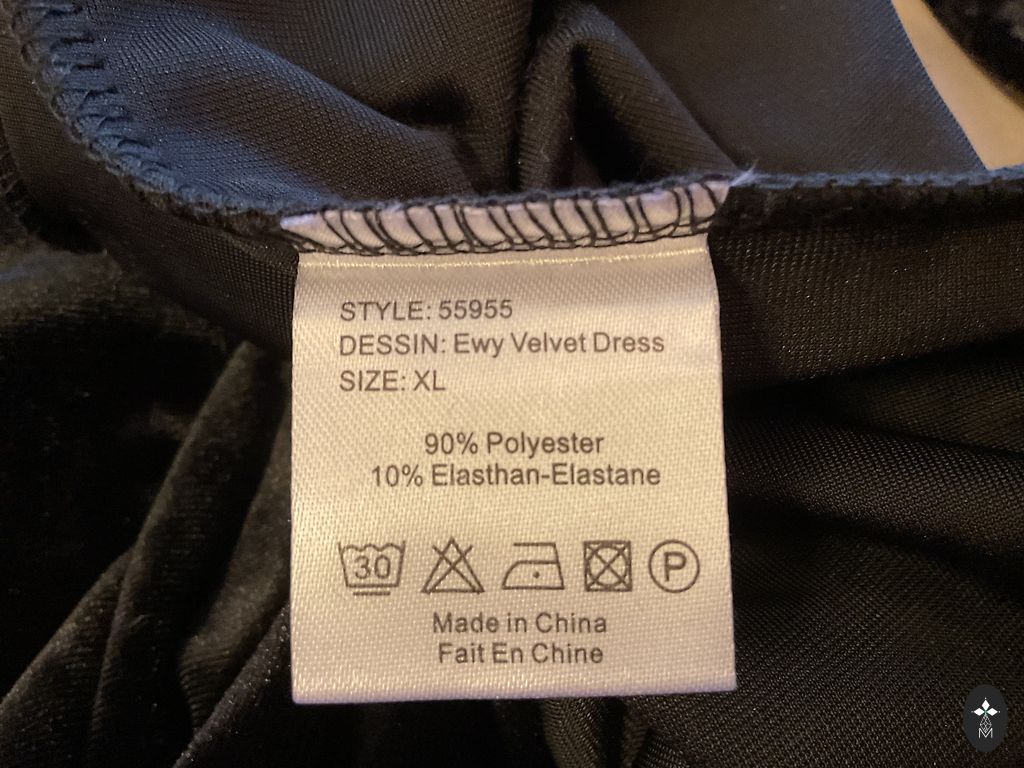 STYLE: 55955
DESSIN: Ewy Velvet Dress
SIZE: XL
90% Polyester
10% Elasthan-Elastane
30 P
Made in China
Fait En Chine
M